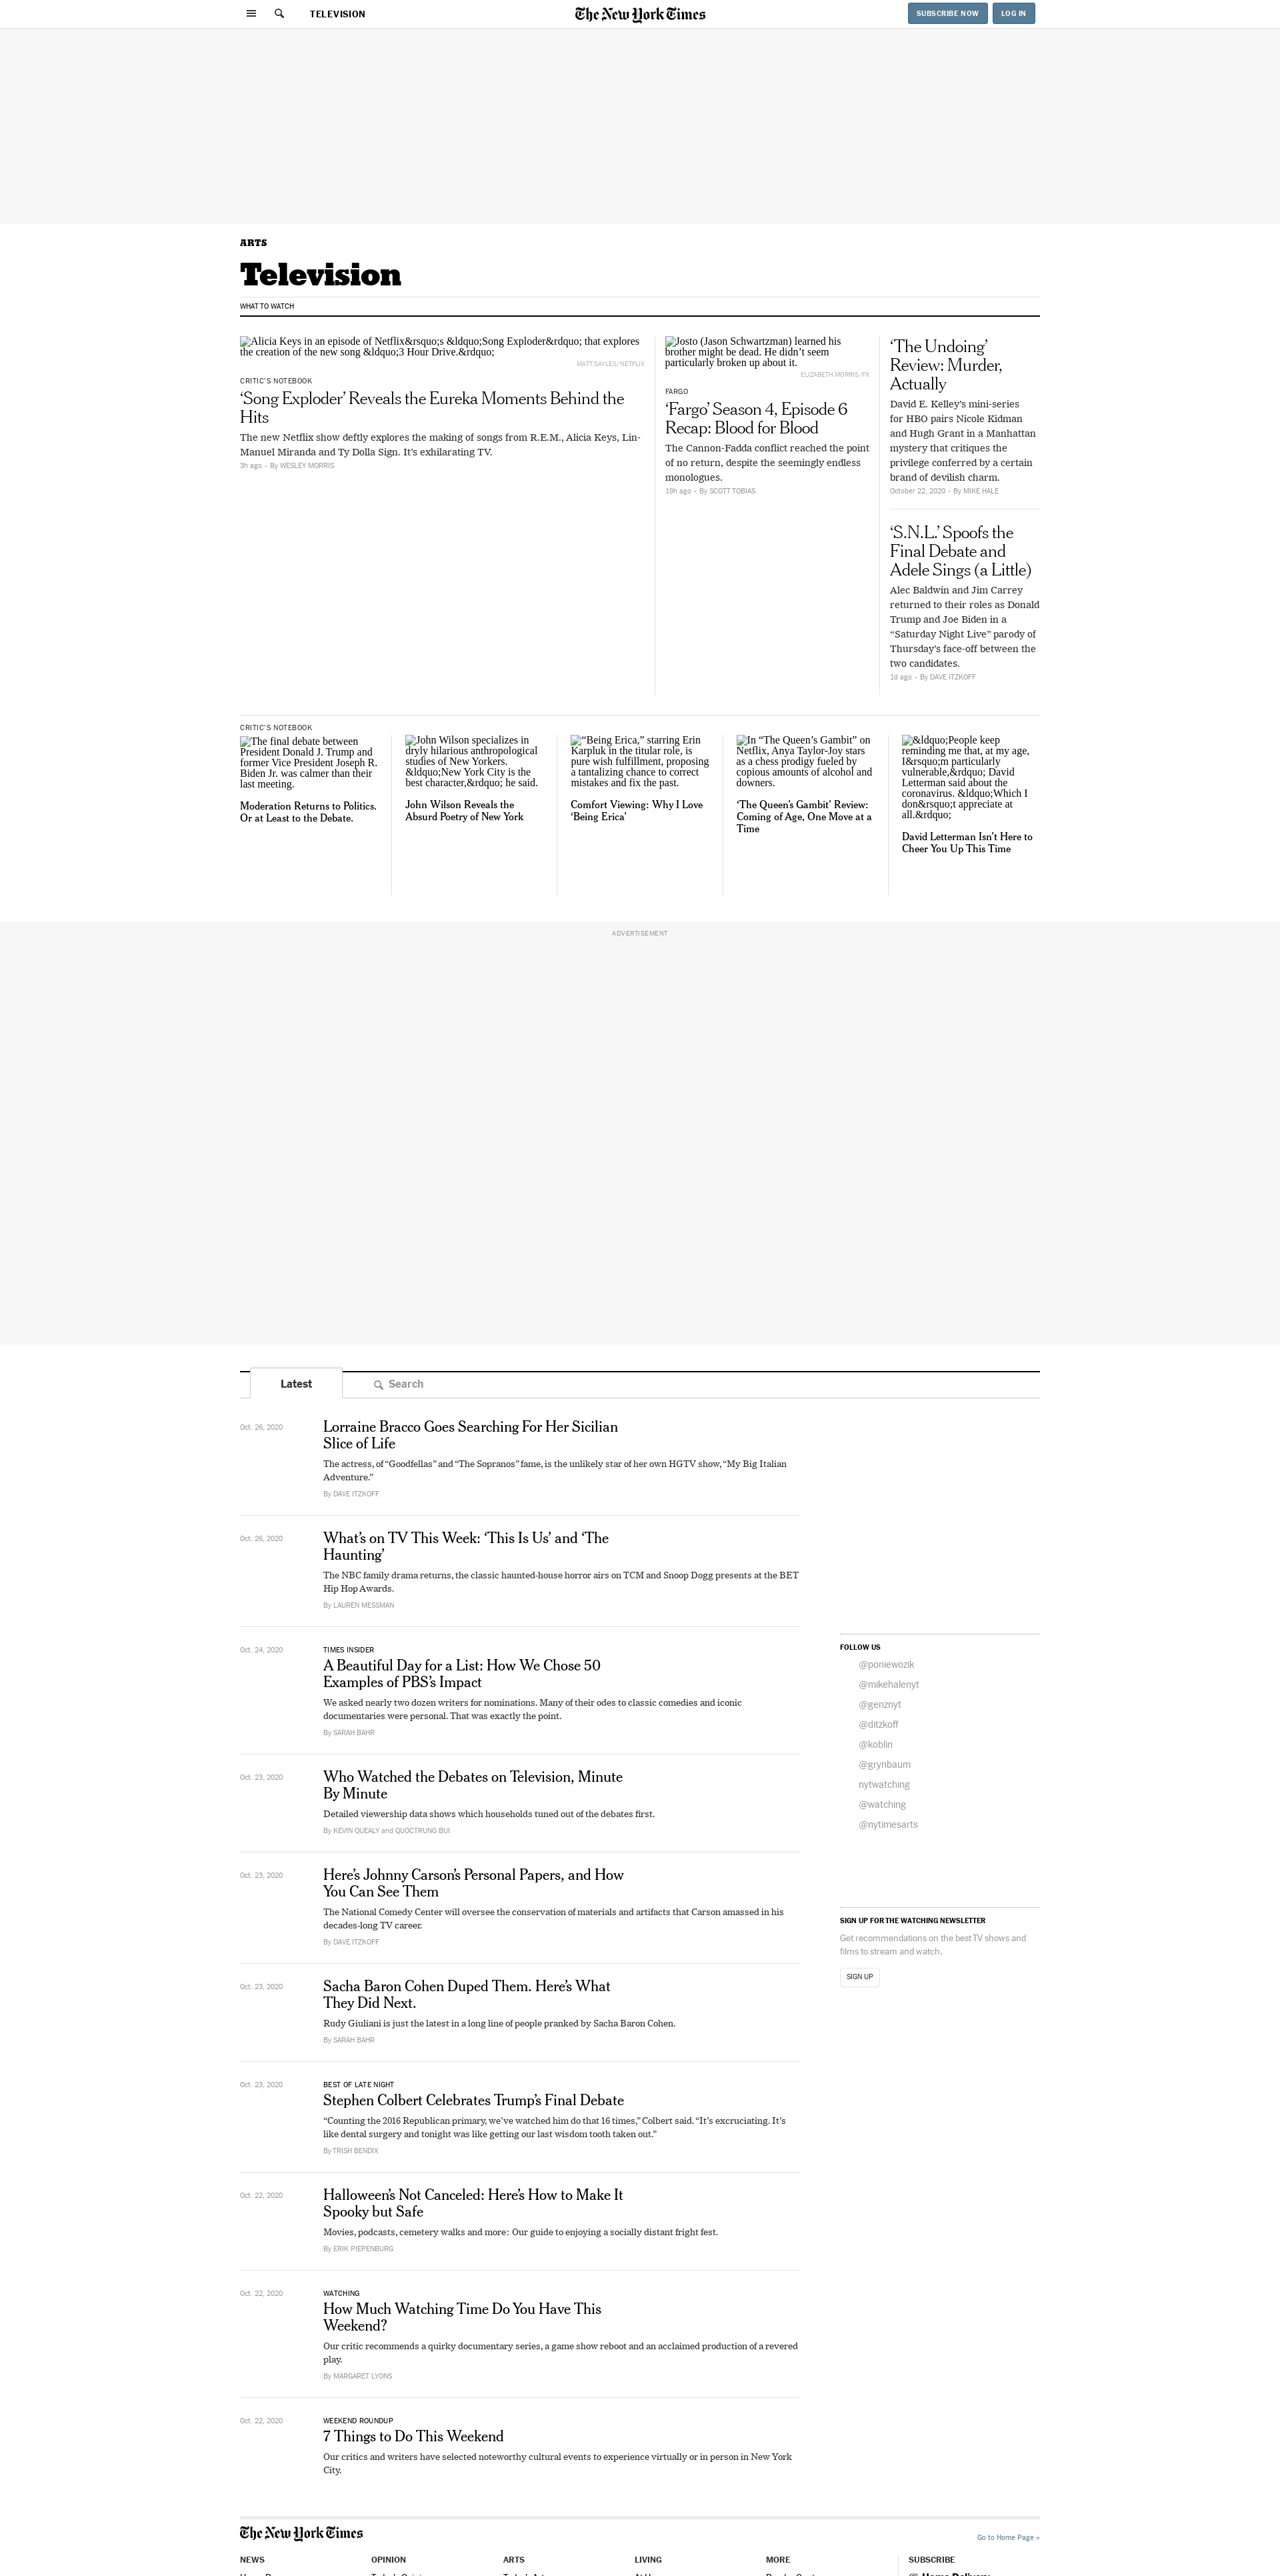 TELEVISION
The New York Times
SUBSCRIBE NOW
LOG IN
ARTS
Television
WHAT TO WATCH
Alicia Keys in an episode of Netflix&rsquo;s &ldquo;Song Exploder&rdquo; that explores
the creation of the new song &ldquo;3 Hour Drive.&rdquo;
MATT SAYLES/NETFLIX
CRITIC'S NOTEBOOK
‘Song Exploder’ Reveals the Eureka Moments Behind the
Hits
The new Netflix show deftly explores the making of songs from R.E.M., Alicia Keys, Lin-
Manuel Miranda and Ty Dolla Sign. It’s exhilarating TV.
3h ago - By WESLEY MORRIS
Josto (Jason Schwartzman) learned his
brother might be dead. He didn’t seem
particularly broken up about it.
ELIZABETH MORRIS/FX
FARGO
‘Fargo’ Season 4, Episode 6
Recap: Blood for Blood
The Cannon-Fadda conflict reached the point
of no return, despite the seemingly endless
monologues.
19h ago - By SCOTT TOBIAS
‘The Undoing’
Review: Murder,
Actually
David E. Kelley’s mini-series
for HBO pairs Nicole Kidman
and Hugh Grant in a Manhattan
mystery that critiques the
privilege conferred by a certain
brand of devilish charm.
October 22, 2020 - By MIKE HALE
‘S.N.L.’ Spoofs the
Final Debate and
Adele Sings (a Little)
Alec Baldwin and Jim Carrey
returned to their roles as Donald
Trump and Joe Biden in a
“Saturday Night Live” parody of
Thursday’s face-off between the
two candidates.
1d ago - By DAVE ITZKOFF
CRITIC'S NOTEBOOK
The final debate between
President Donald J. Trump and
former Vice President Joseph R.
Biden Jr. was calmer than their
last meeting.
Moderation Returns to Politics.
Or at Least to the Debate.
John Wilson specializes in
dryly hilarious anthropological
studies of New Yorkers.
&ldquo;New York City is the
best character,&rdquo; he said.
John Wilson Reveals the
Absurd Poetry of New York
“Being Erica,” starring Erin
Karpluk in the titular role, is
pure wish fulfillment, proposing
a tantalizing chance to correct
mistakes and fix the past.
Comfort Viewing: Why I Love
‘Being Erica’
In “The Queen’s Gambit” on
Netflix, Anya Taylor-Joy stars
as a chess prodigy fueled by
copious amounts of alcohol and
downers.
‘The Queen’s Gambit’ Review:
Coming of Age, One Move at a
Time
&ldquo;People keep
reminding me that, at my age,
I&rsquo;m particularly
vulnerable,&rdquo; David
Letterman said about the
coronavirus. &ldquo;Which I
don&rsquo;t appreciate at
all.&rdquo;
David Letterman Isn’t Here to
Cheer You Up This Time
ADVERTISEMENT
Latest
Search
Oct. 26, 2020
Lorraine Bracco Goes Searching For Her Sicilian
Slice of Life
The actress, of “Goodfellas” and “The Sopranos” fame, is the unlikely star of her own HGTV show, “My Big Italian
Adventure.”
By DAVE ITZKOFF
Oct. 26, 2020
What’s on TV This Week: ‘This Is Us’ and ‘The
Haunting’
The NBC family drama returns, the classic haunted-house horror airs on TCM and Snoop Dogg presents at the BET
Hip Hop Awards.
By LAUREN MESSMAN
Oct. 24, 2020
TIMES INSIDER
A Beautiful Day for a List: How We Chose 50
Examples of PBS’s Impact
We asked nearly two dozen writers for nominations. Many of their odes to classic comedies and iconic
documentaries were personal. That was exactly the point.
By SARAH BAHR
Oct. 23, 2020
Who Watched the Debates on Television, Minute
By Minute
Detailed viewership data shows which households tuned out of the debates first.
By KEVIN QUEALY and QUOCTRUNG BUI
Oct. 23, 2020
Here’s Johnny Carson’s Personal Papers, and How
You Can See Them
The National Comedy Center will oversee the conservation of materials and artifacts that Carson amassed in his
decades-long TV career.
By DAVE ITZKOFF
Oct. 23, 2020
Sacha Baron Cohen Duped Them. Here’s What
They Did Next.
Rudy Giuliani is just the latest in a long line of people pranked by Sacha Baron Cohen.
By SARAH BAHR
Oct. 23, 2020
BEST OF LATE NIGHT
Stephen Colbert Celebrates Trump’s Final Debate
“Counting the 2016 Republican primary, we’ve watched him do that 16 times,” Colbert said. “It’s excruciating. It’s
like dental surgery and tonight was like getting our last wisdom tooth taken out.”
By TRISH BENDIX
Oct. 22, 2020
Halloween’s Not Canceled: Here’s How to Make It
Spooky but Safe
Movies, podcasts, cemetery walks and more: Our guide to enjoying a socially distant fright fest.
By ERIK PIEPENBURG
Oct. 22, 2020
WATCHING
How Much Watching Time Do You Have This
Weekend?
Our critic recommends a quirky documentary series, a game show reboot and an acclaimed production of a revered
play.
By MARGARET LYONS
Oct. 22, 2020
WEEKEND ROUNDUP
7 Things to Do This Weekend
Our critics and writers have selected noteworthy cultural events to experience virtually or in person in New York
City.
FOLLOW US
@poniewozik
@mikehalenyt
@genznyt
@ditzkoff
@koblin
@grynbaum
nytwatching
@watching
@nytimesarts
SIGN UP FOR THE WATCHING NEWSLETTER
Get recommendations on the best TV shows and
films to stream and watch.
SIGN UP
The New York Times
Go to Home Page »
NEWS
OPINION
ARTS
LIVING
MORE
SUBSCRIBE